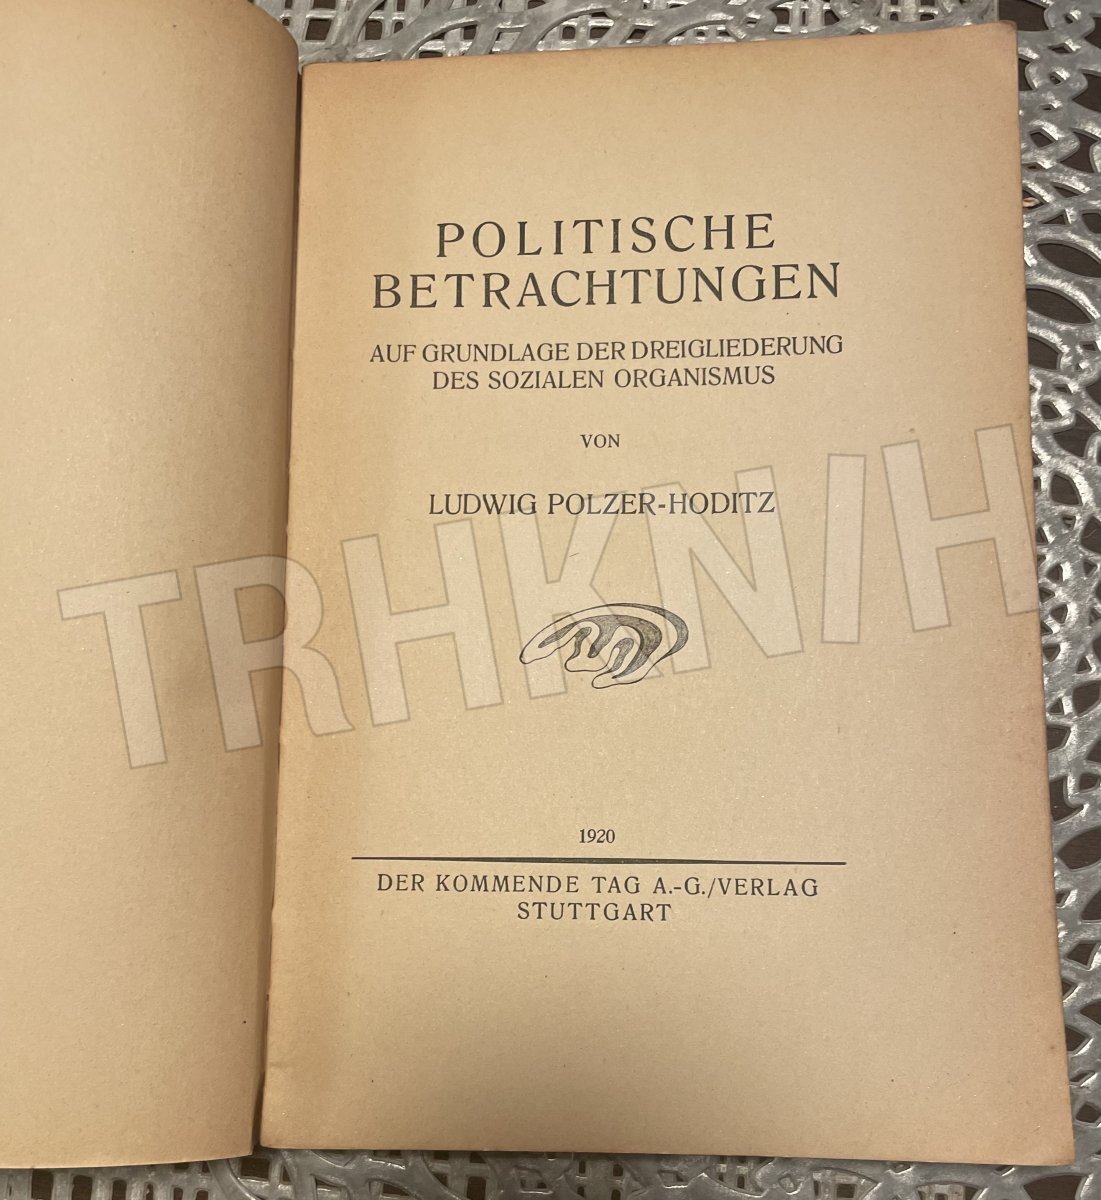 POLITISCHE
BETRACHTUNGEN
AUF GRUNDLAGE DER DREIGLIEDERUNG
DES SOZIALEN ORGANISMUS
VON
LUDWIG POLZER-HODITZ
TRHKNIH
1920
DER KOMMENDE TAG A.-G./VERLAG
STUTTGART